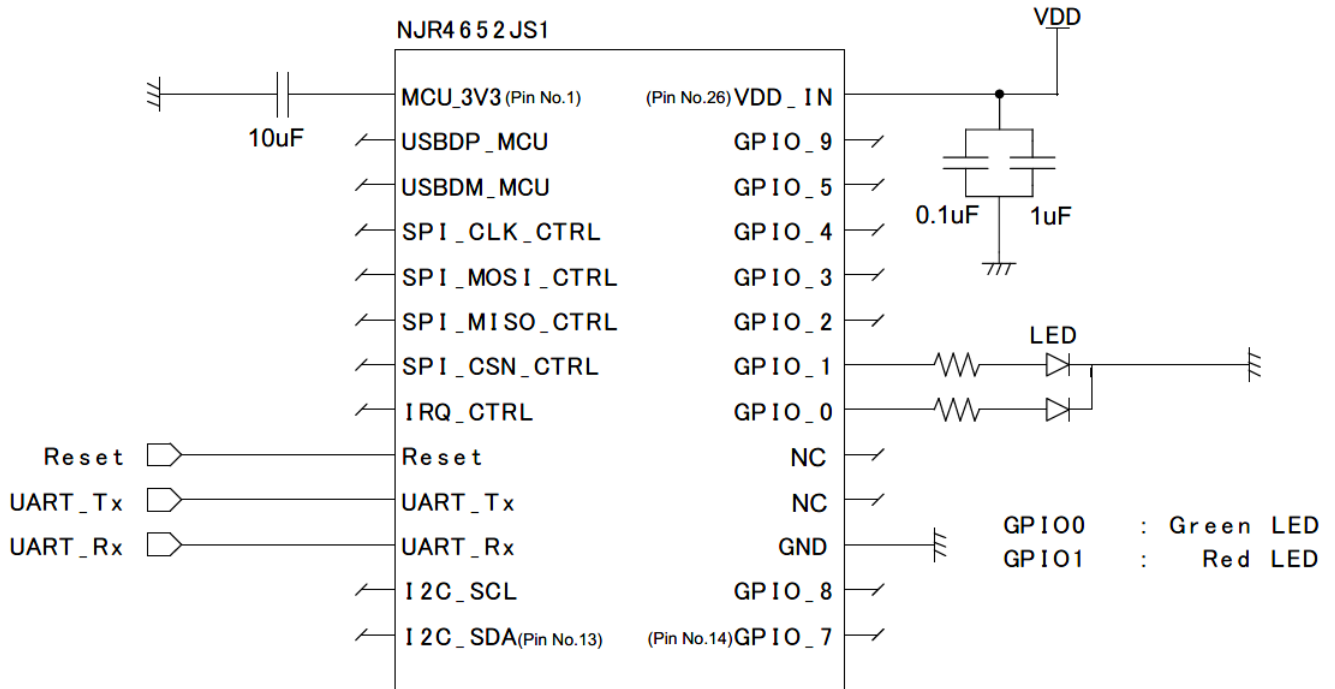 VDD
NJR4652JS1
MCU_3V3(Pin No.1)
(Pin No.26)VDD_IN
10uF
USBDP_MCU
GPIO_9
USBDM_MCU
GPIO_5
0.1uF
1uF
SPI_CLK_CTRL
GPIO_4
SPI_MOSI_CTRL
GPIO_3
SPI_MISO_CTRL
GPIO_2
LED
SPI_CSN_CTRL
GPIO_1
IRQ_CTRL
GPIO_0
Reset
Reset
NC
UART_Tx
UART_Tx
NC
GPIO0 : Green LED
UART_Rx
UART_Rx
GND
GPIO1 : Red LED
I2C_SCL
GPIO_8
I2C_SDA(Pin No.13)
(Pin No.14)GPIO_7